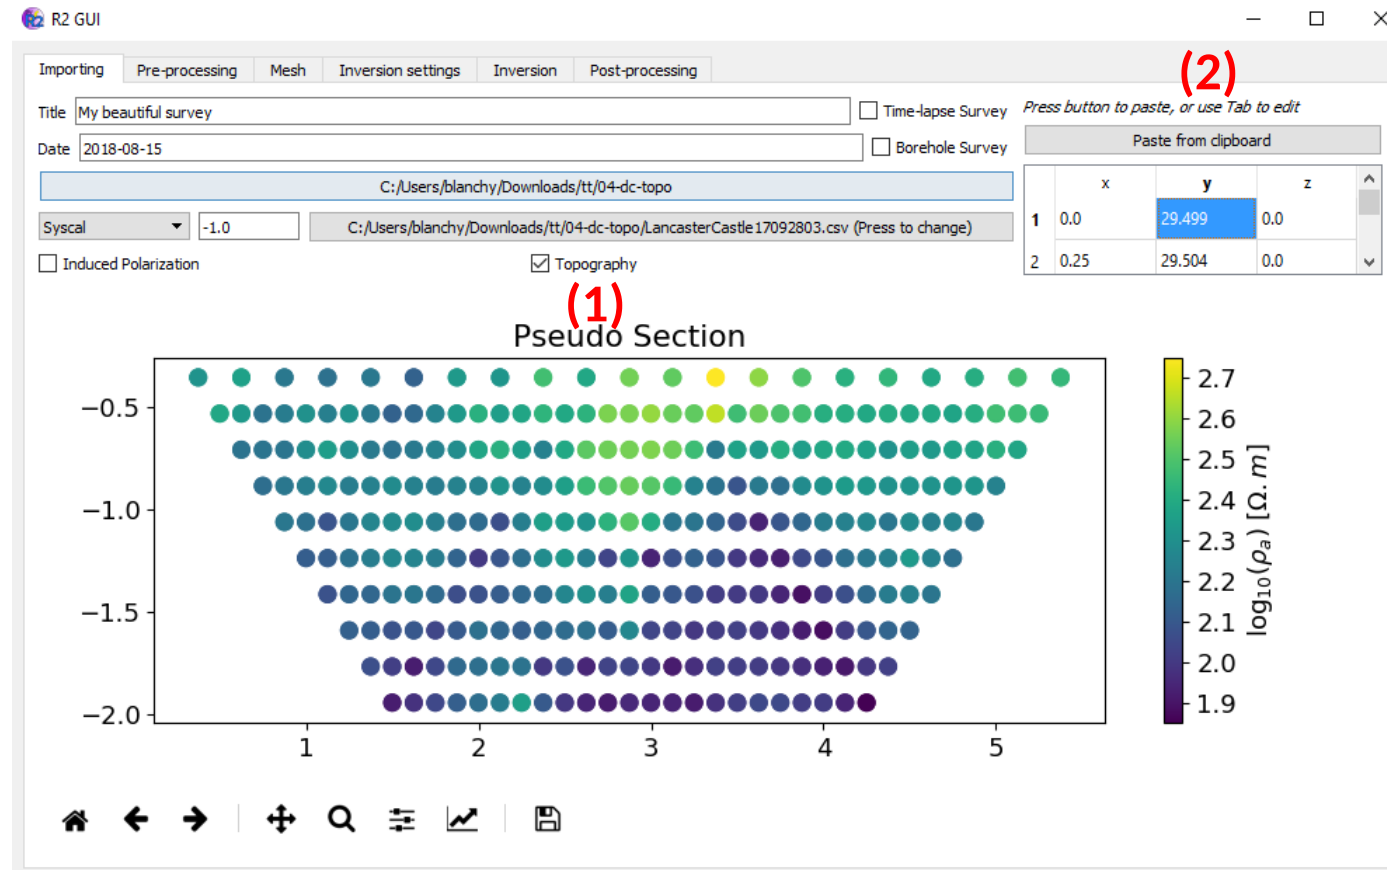 R2 GUI
Importing Pre-processing Mesh Inversion settings Inversion Post-processing
(2)
Title My beautiful survey Time-lapse Survey Press button to paste, or use Tab to edit
Date 2018-08-15 Borehole Survey Paste from clipboard
C:/Users/blanchy/Downloads/tt/04-dc-topo x y z
Syscal -1.0 C:/Users/blanchy/Downloads/tt/04-dc-topo/LancasterCastle17092803.csv (Press to change) 1 0.0 29.499 0.0
Induced Polarization Topography 2 0.25 29.504 0.0
(1)
Pseudo Section
−0.5
−1.0
−1.5
−2.0
1 2 3 4 5
2.7
2.6
2.5
2.4
2.3
2.2
2.1
2.0
1.9
log₁₀(ρₐ) [Ω. m]